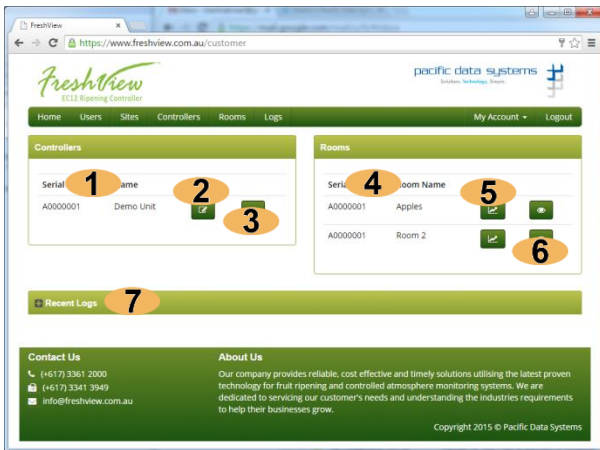 FreshView
https://www.freshview.com.au/customer
FreshView
EC12 Ripening Controller
pacific data systems
Solutions. Technology. Simple.
Home Users Sites Controllers Rooms Logs My Account Logout
Controllers
Serial 1 ame 2
A0000001 Demo Unit 3
Rooms
Seri 4 oom Name 5
A0000001 Apples
A0000001 Room 2 6
Recent Logs 7
Contact Us
(+617) 3361 2000
(+617) 3341 3949
info@freshview.com.au
About Us
Our company provides reliable, cost effective and timely solutions utilising the latest proven
technology for fruit ripening and controlled atmosphere monitoring systems. We are
dedicated to servicing our customer's needs and understanding the industries requirements
to help their businesses grow.
Copyright 2015 © Pacific Data Systems